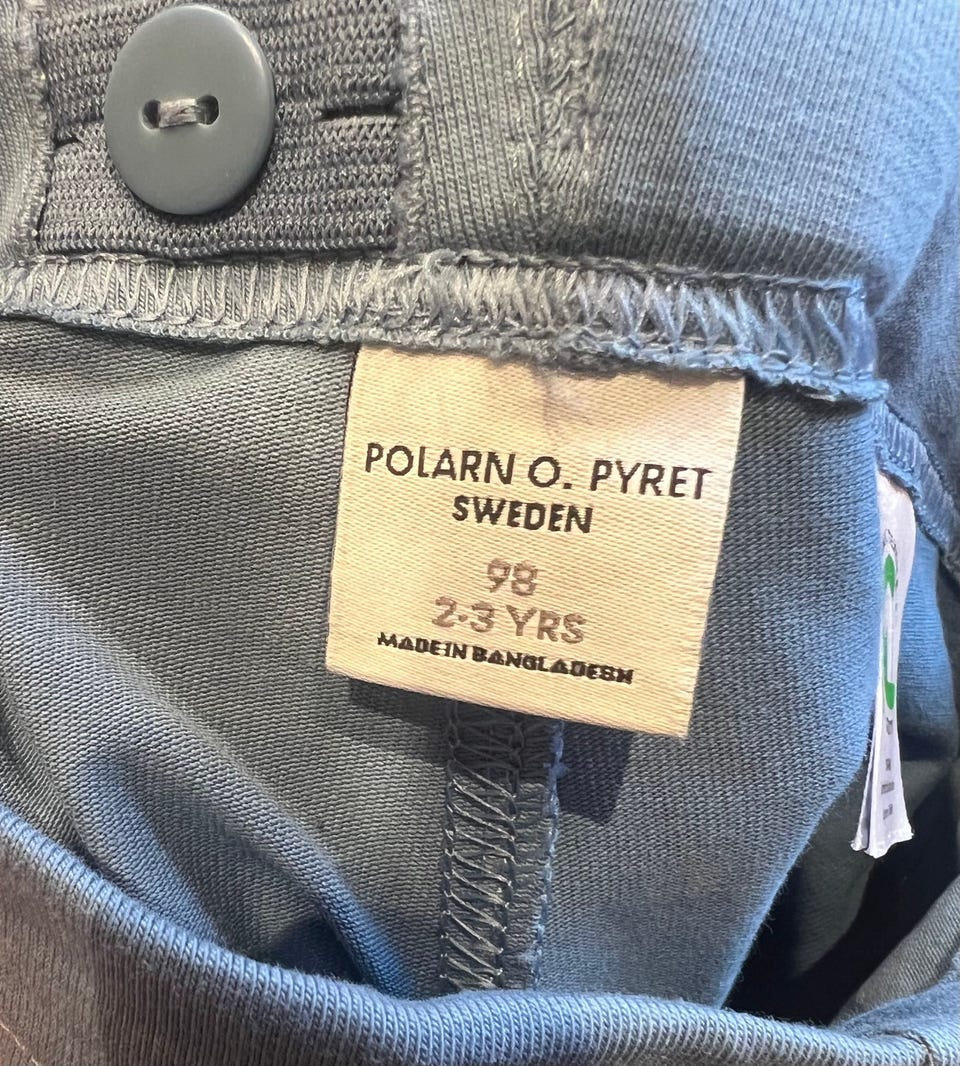 POLARN O. PYRET
SWEDEN
98
2-3 YRS
MADE IN BANGLADESH